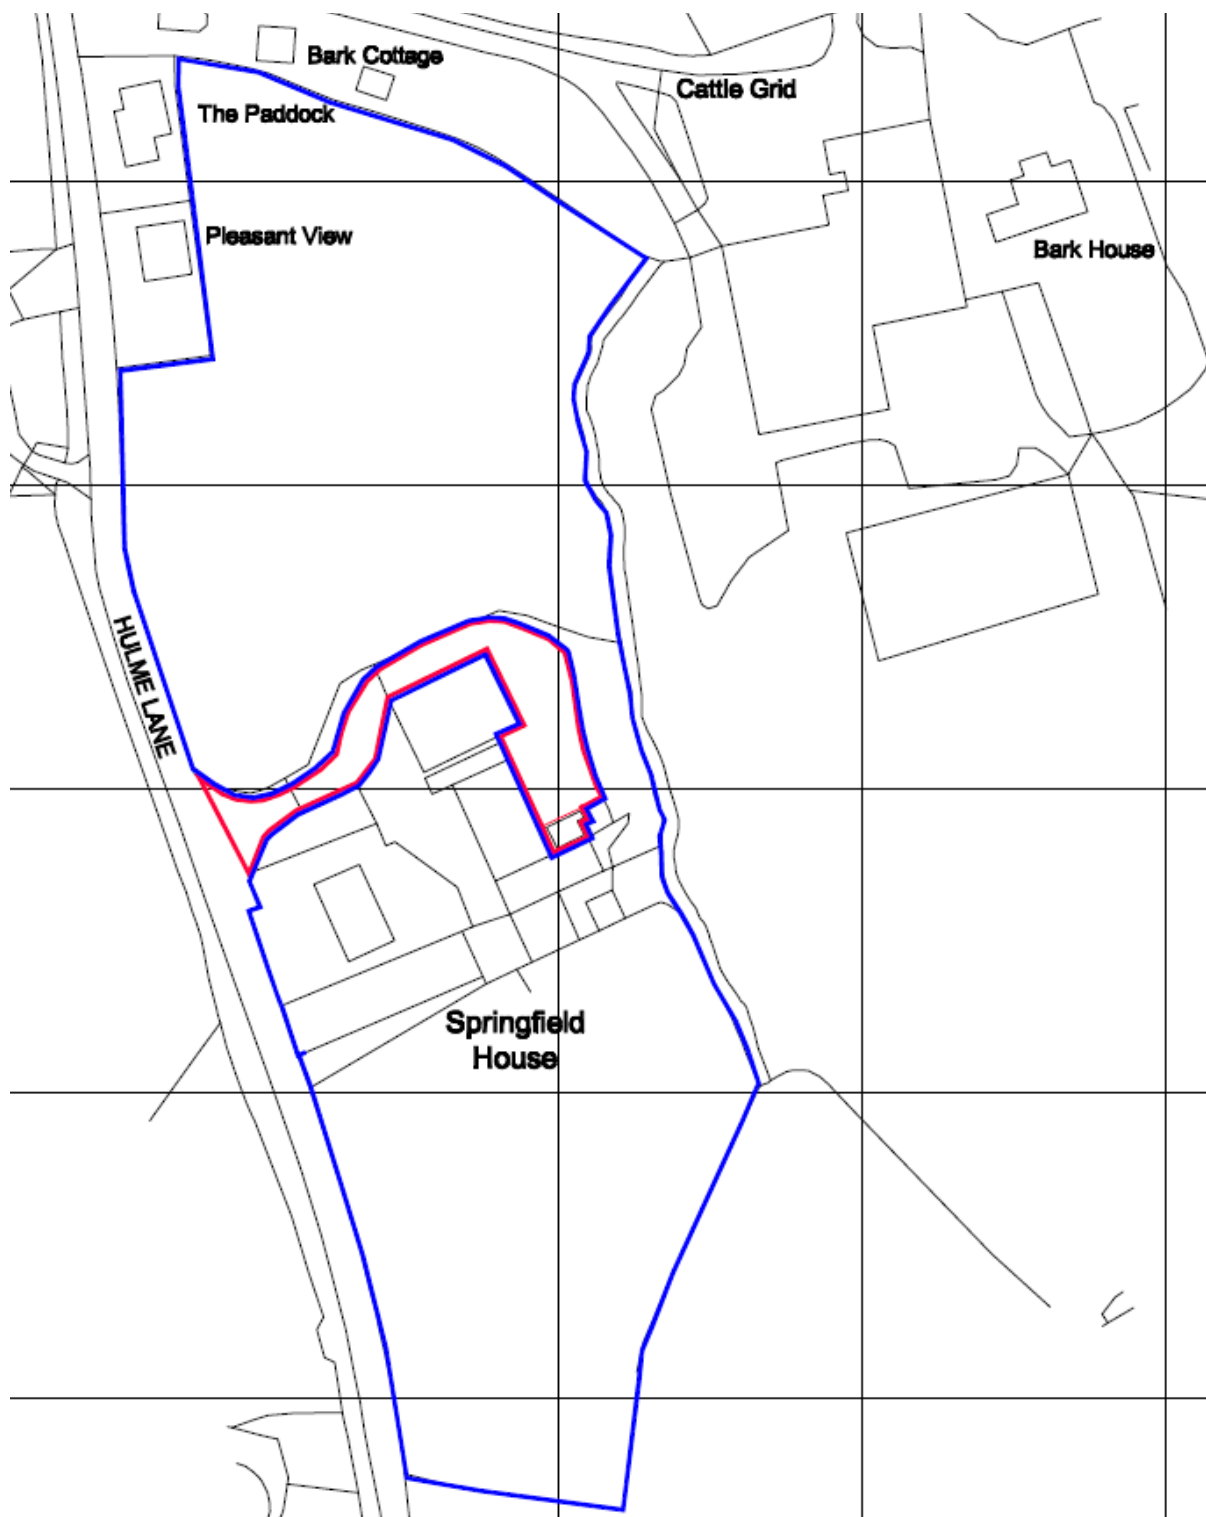 Bark Cottage
Cattle Grid
The Paddock
Pleasant View
Bark House
HULME LANE
Springfield
House